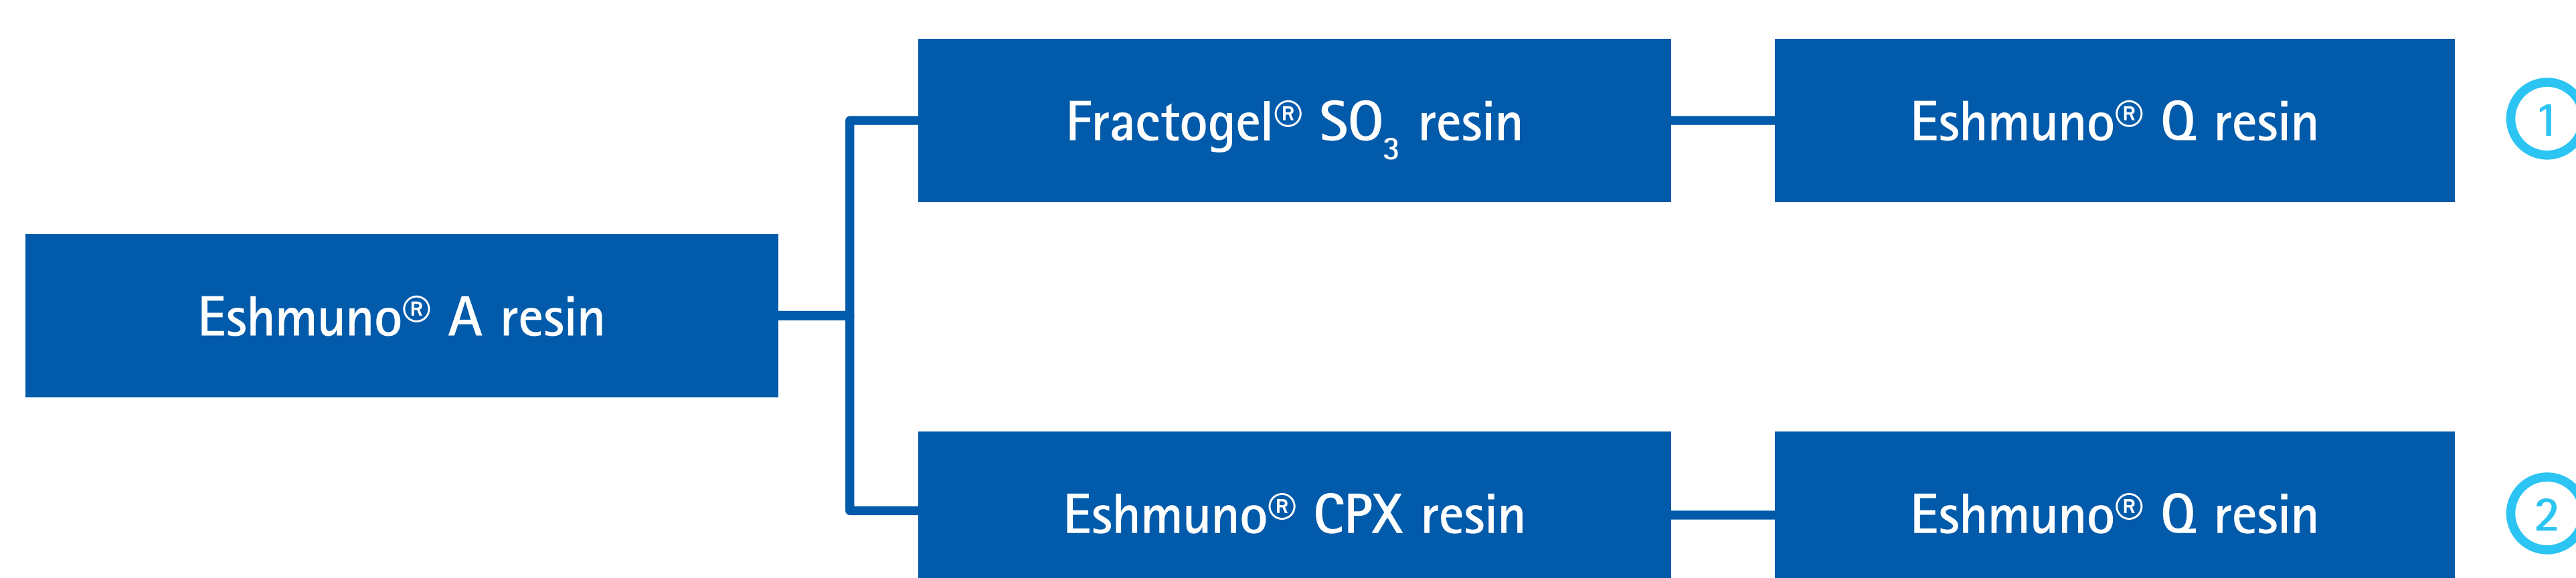 Fractogel® SO₃ resin
Eshmuno® Q resin
1
Eshmuno® A resin
Eshmuno® CPX resin
Eshmuno® Q resin
2